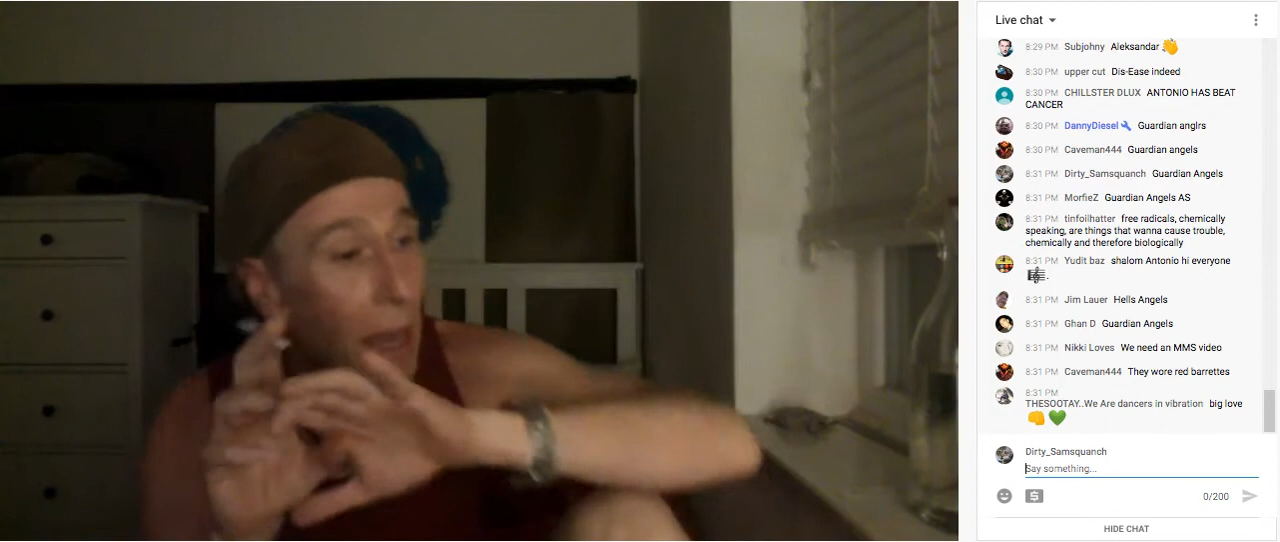 Live chat
8:29 PM Subjohny Aleksandar
8:30 PM upper cut Dis-Ease indeed
8:30 PM CHILLSTER DLUX ANTONIO HAS BEAT
CANCER
8:30 PM DannyDiesel Guardian anglrs
8:30 PM Caveman444 Guardian angels
8:31 PM Dirty_Samsquanch Guardian Angels
8:31 PM MorfieZ Guardian Angels AS
8:31 PM tinfoilhatter free radicals, chemically
speaking, are things that wanna cause trouble,
chemically and therefore biologically
8:31 PM Yudit baz shalom Antonio hi everyone
.
8:31 PM Jim Lauer Hells Angels
8:31 PM Ghan D Guardian Angels
8:31 PM Nikki Loves We need an MMS video
8:31 PM Caveman444 They wore red barrettes
8:31 PM
THESOOTAY..We Are dancers in vibration big love
Dirty_Samsquanch
Say something...
0/200
HIDE CHAT